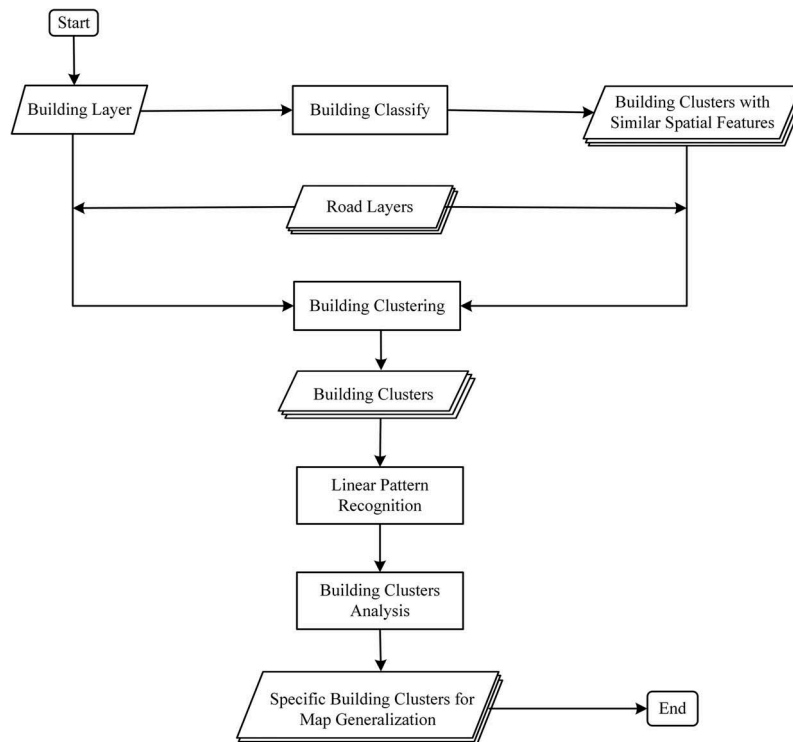 Start
Building Layer
Building Classify
Building Clusters with
Similar Spatial Features
Road Layers
Building Clustering
Building Clusters
Linear Pattern
Recognition
Building Clusters
Analysis
Specific Building Clusters for
Map Generalization
End